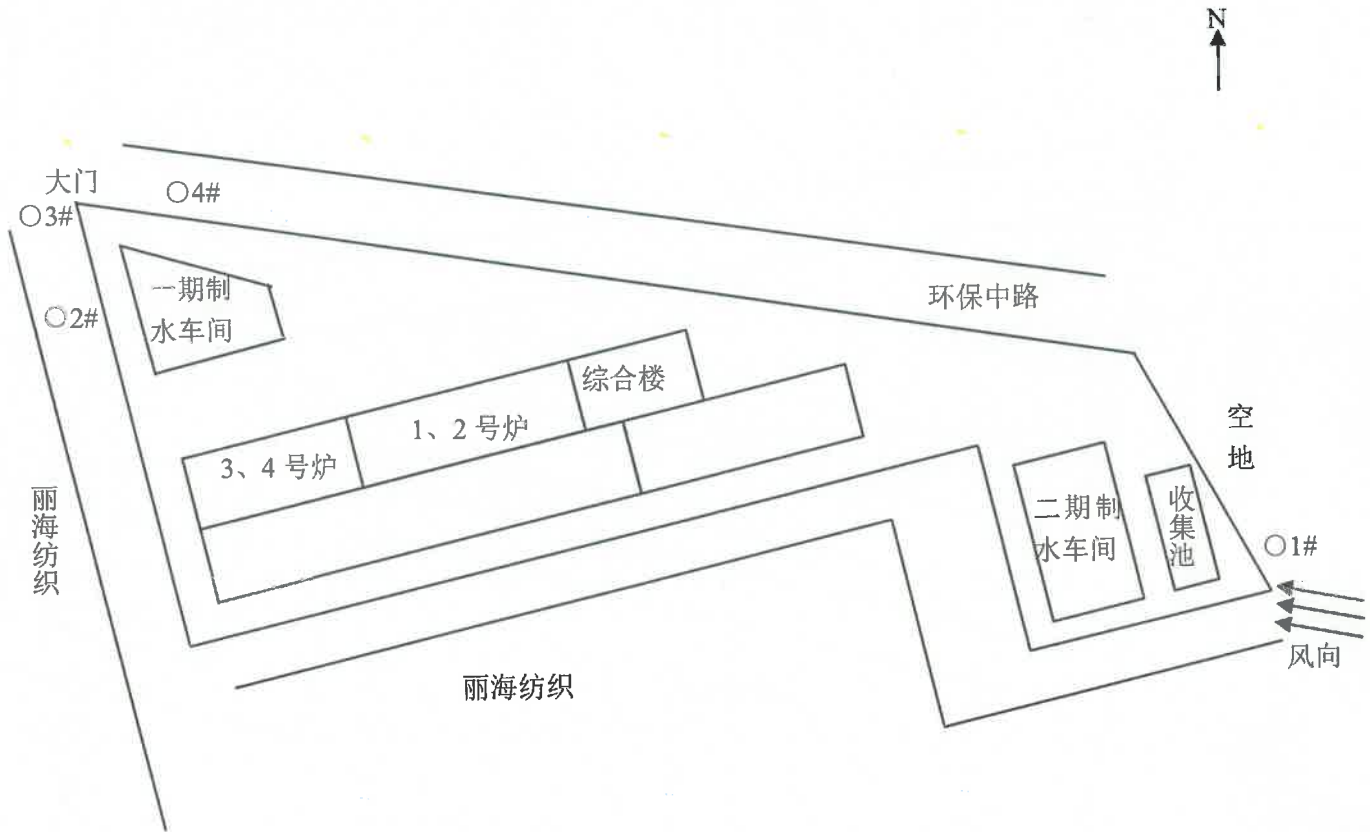 N
大门
○4#
○3#
一期制
水车间
○2#
环保中路
综合楼
1、2 号炉
3、4 号炉
空
地
丽
海
纺
织
二期制
水车间
收
集
池
○1#
风向
丽海纺织